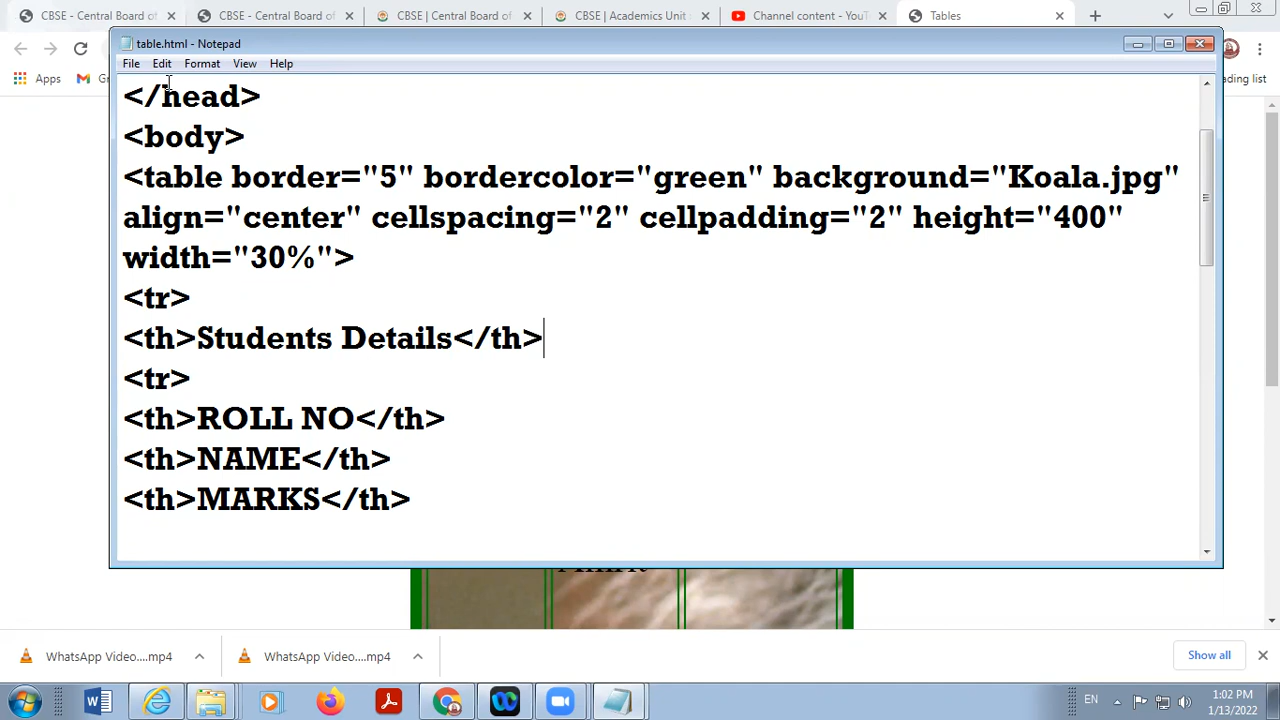 CBSE - Central Board of
CBSE - Central Board of
CBSE | Central Board of
CBSE | Academics Unit
Channel content - YouT
Tables
table.html - Notepad
File Edit Format View Help
Apps
ading list
</head>
<body>
<table border="5" bordercolor="green" background="Koala.jpg"
align="center" cellspacing="2" cellpadding="2" height="400"
width="30%">
<tr>
<th>Students Details</th>
<tr>
<th>ROLL NO</th>
<th>NAME</th>
<th>MARKS</th>
WhatsApp Video....mp4
WhatsApp Video....mp4
Show all
EN
1:02 PM
1/13/2022